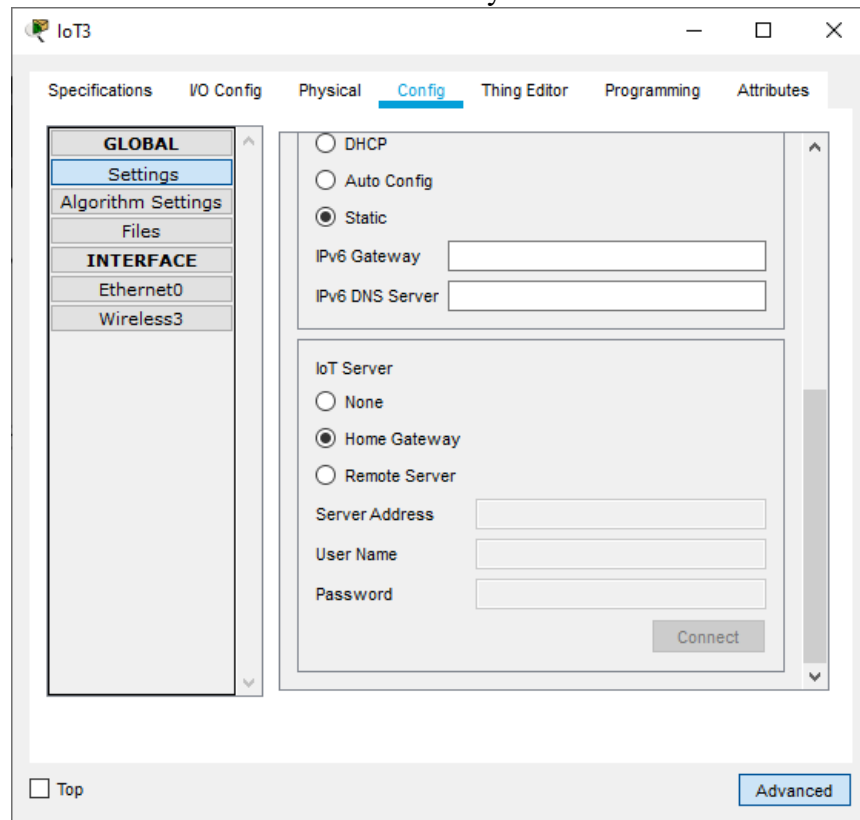 IoT3
Specifications I/O Config Physical Config Thing Editor Programming Attributes
GLOBAL
Settings
Algorithm Settings
Files
INTERFACE
Ethernet0
Wireless3
DHCP
Auto Config
Static
IPv6 Gateway
IPv6 DNS Server
IoT Server
None
Home Gateway
Remote Server
Server Address
User Name
Password
Connect
Top
Advanced